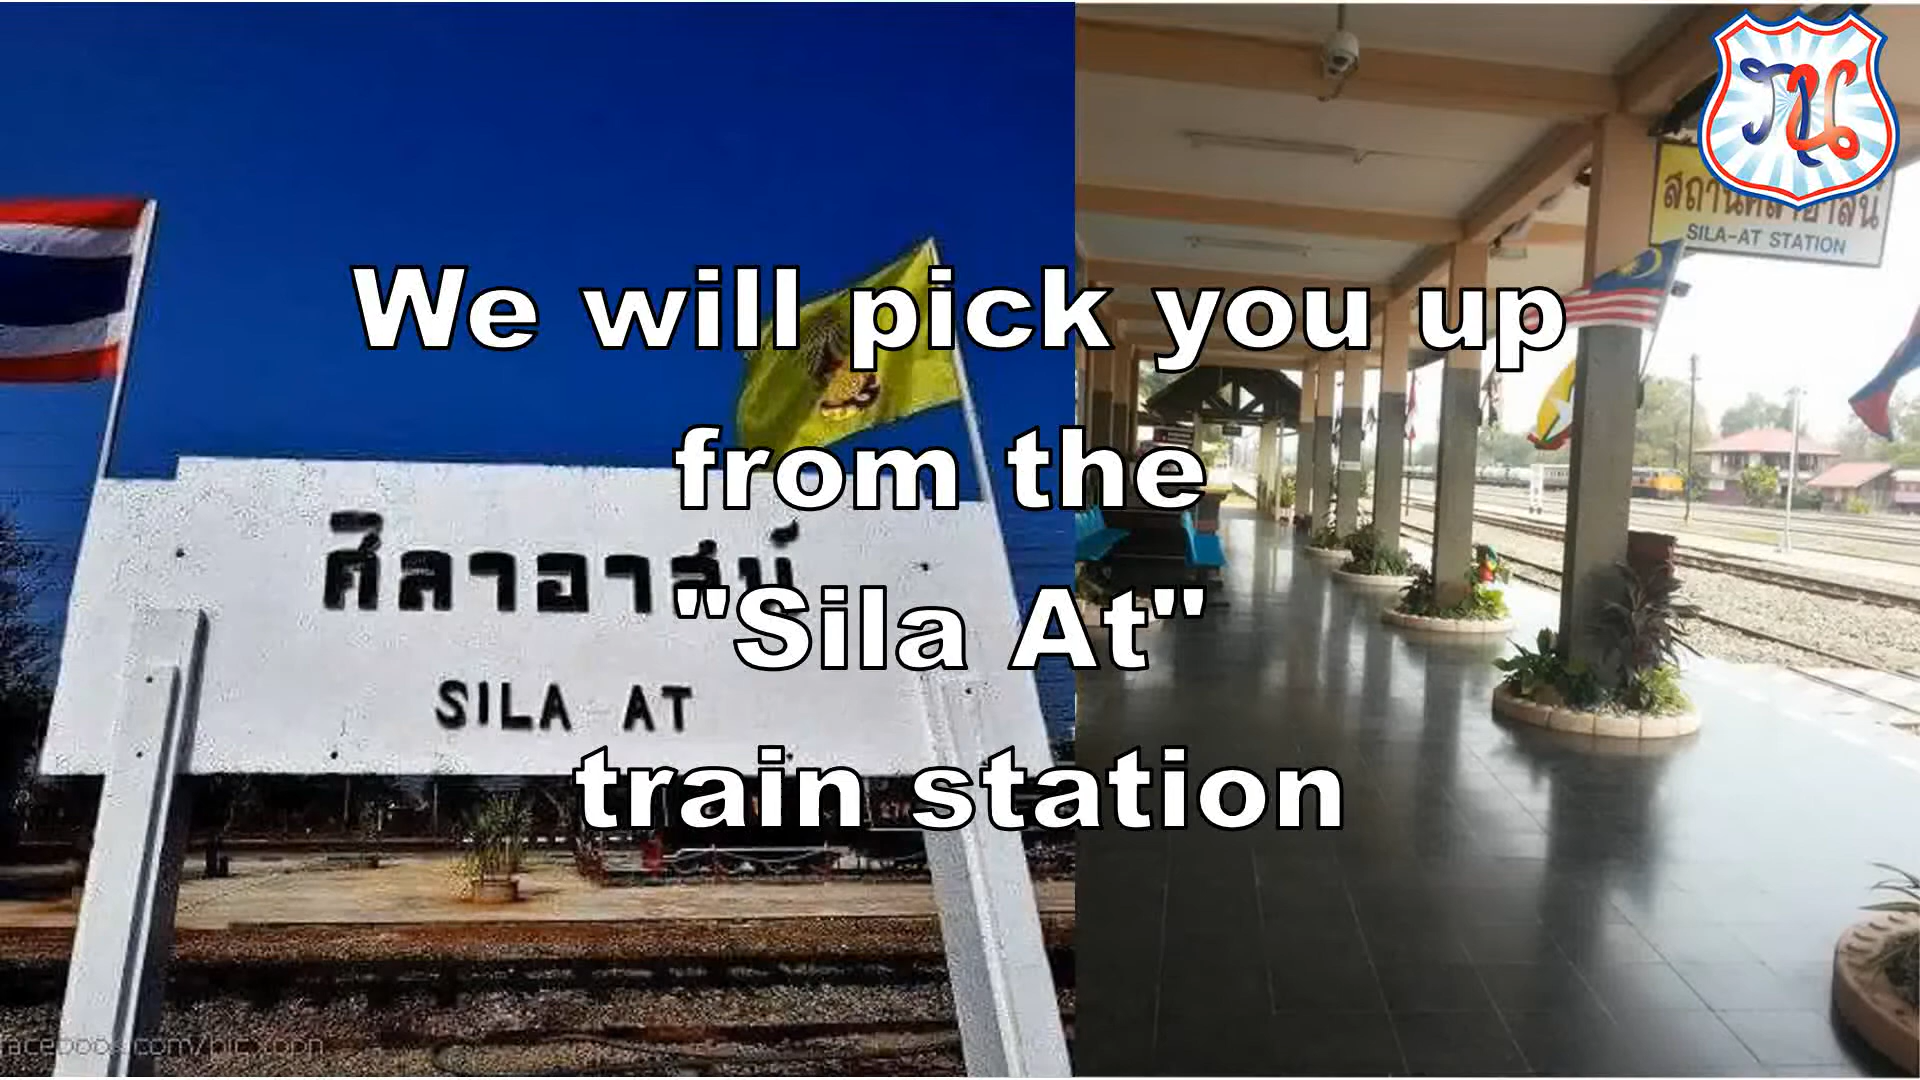 We will pick you up
from the
"Sila At"
train station
ศิลาอาสน์
SILA AT
สถานีศิลาอาสน์
SILA-AT STATION